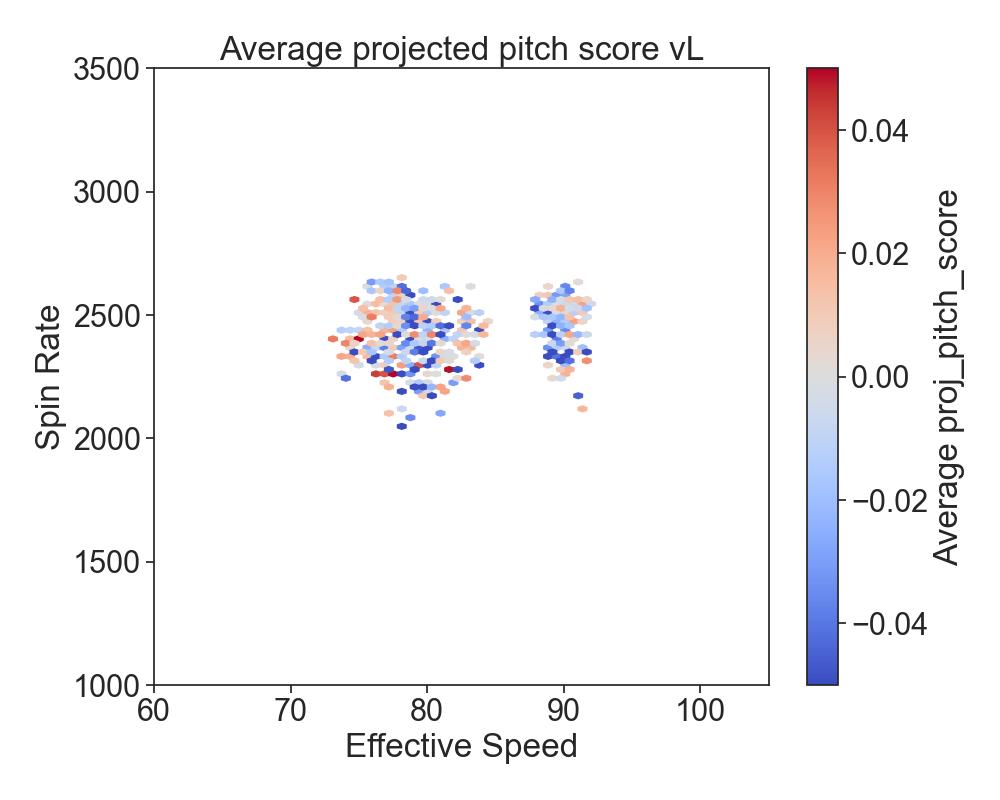 Average projected pitch score vL
3500
3000
2500
2000
1500
1000
Spin Rate
60 70 80 90 100
Effective Speed
0.04
0.02
0.00
−0.02
−0.04
Average proj_pitch_score